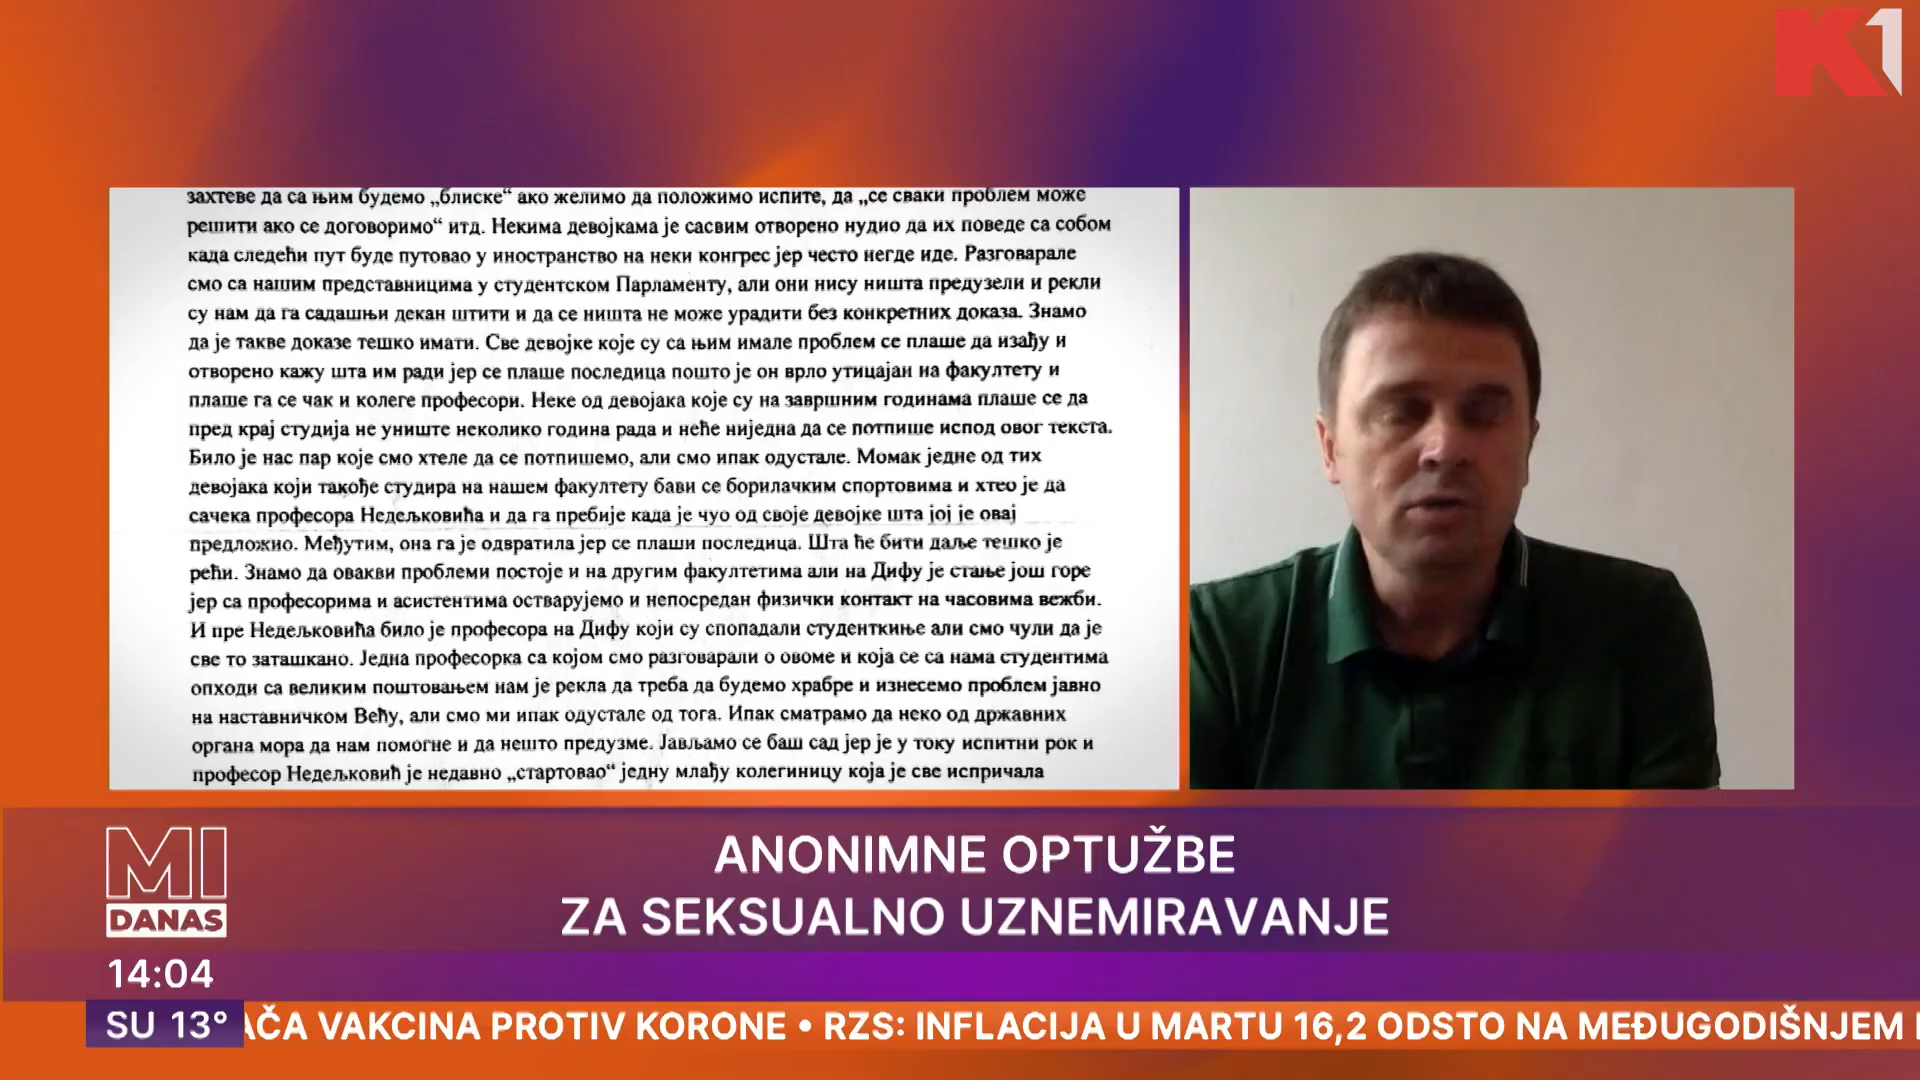 K1
захтеве да са њим будемо „блиске“ ако желимо да положимо испите, да „се сваки проблем може
решити ако се договоримо“ итд. Некима девојкама је сасвим отворено нудио да их поведе са собом
када следећи пут буде путовао у иностранство на неки конгрес јер често негде иде. Разговарале
смо са нашим представницима у студентском Парламенту, али они нису ништа предузели и рекли
су нам да га садашњи декан штити и да се ништа не може урадити без конкретних доказа. Знамо
да је такве доказе тешко имати. Све девојке које су са њим имале проблем се плаше да изађу и
отворено кажу шта им ради јер се плаше последица пошто је он врло утицајан на факултету и
плаше га се чак и колеге професори. Неке од девојака које су на завршним годинама плаше се да
пред крај студија не униште неколико година рада и неће ниједна да се потпише испод овог текста.
Било је нас пар које смо хтеле да се потпишемо, али смо ипак одустале. Момак једне од тих
девојака који такође студира на нашем факултету бави се борилачким спортовима и хтео је да
сачека професора Недељковића и да га пребије када је чуо од своје девојке шта јој је овај
предложио. Међутим, она га је одвратила јер се плаши последица. Шта ће бити даље тешко је
рећи. Знамо да овакви проблеми постоје и на другим факултетима али на Дифу је стање још горе
јер са професорима и асистентима остварујемо и непосредан физички контакт на часовима вежби.
И пре Недељковића било је професора на Дифу који су спопадали студенткиње али смо чули да је
све то заташкано. Једна професорка са којом смо разговарали о овоме и која се са нама студентима
опходи са великим поштовањем нам је рекла да треба да будемо храбре и изнесемо проблем јавно
на наставничком Већу, али смо ми ипак одустале од тога. Ипак сматрамо да неко од државних
органа мора да нам помогне и да нешто предузме. Јављамо се баш сад јер је у току испитни рок и
професор Недељковић је недавно „стартовао“ једну млађу колегиницу која је све испричала
MI
DANAS
ANONIMNE OPTUŽBE
ZA SEKSUALNO UZNEMIRAVANJE
14:04
SU 13°
AČA VAKCINA PROTIV KORONE • RZS: INFLACIJA U MARTU 16,2 ODSTO NA MEĐUGODIŠNJEM